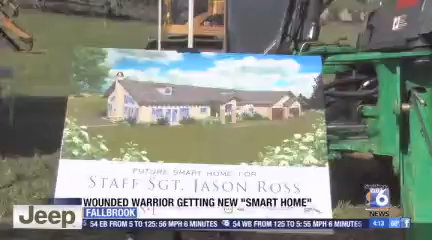 FUTURE SMART HOME FOR
STAFF SGT. JASON ROSS
WOUNDED WARRIOR GETTING NEW "SMART HOME"
FALLBROOK
Jeep
6
NEWS
54 EB FROM 5 TO 125:56 MPH 6 MINUTES
54 WB FROM 125 TO 5:55 MPH 6 MINUTES
4:13